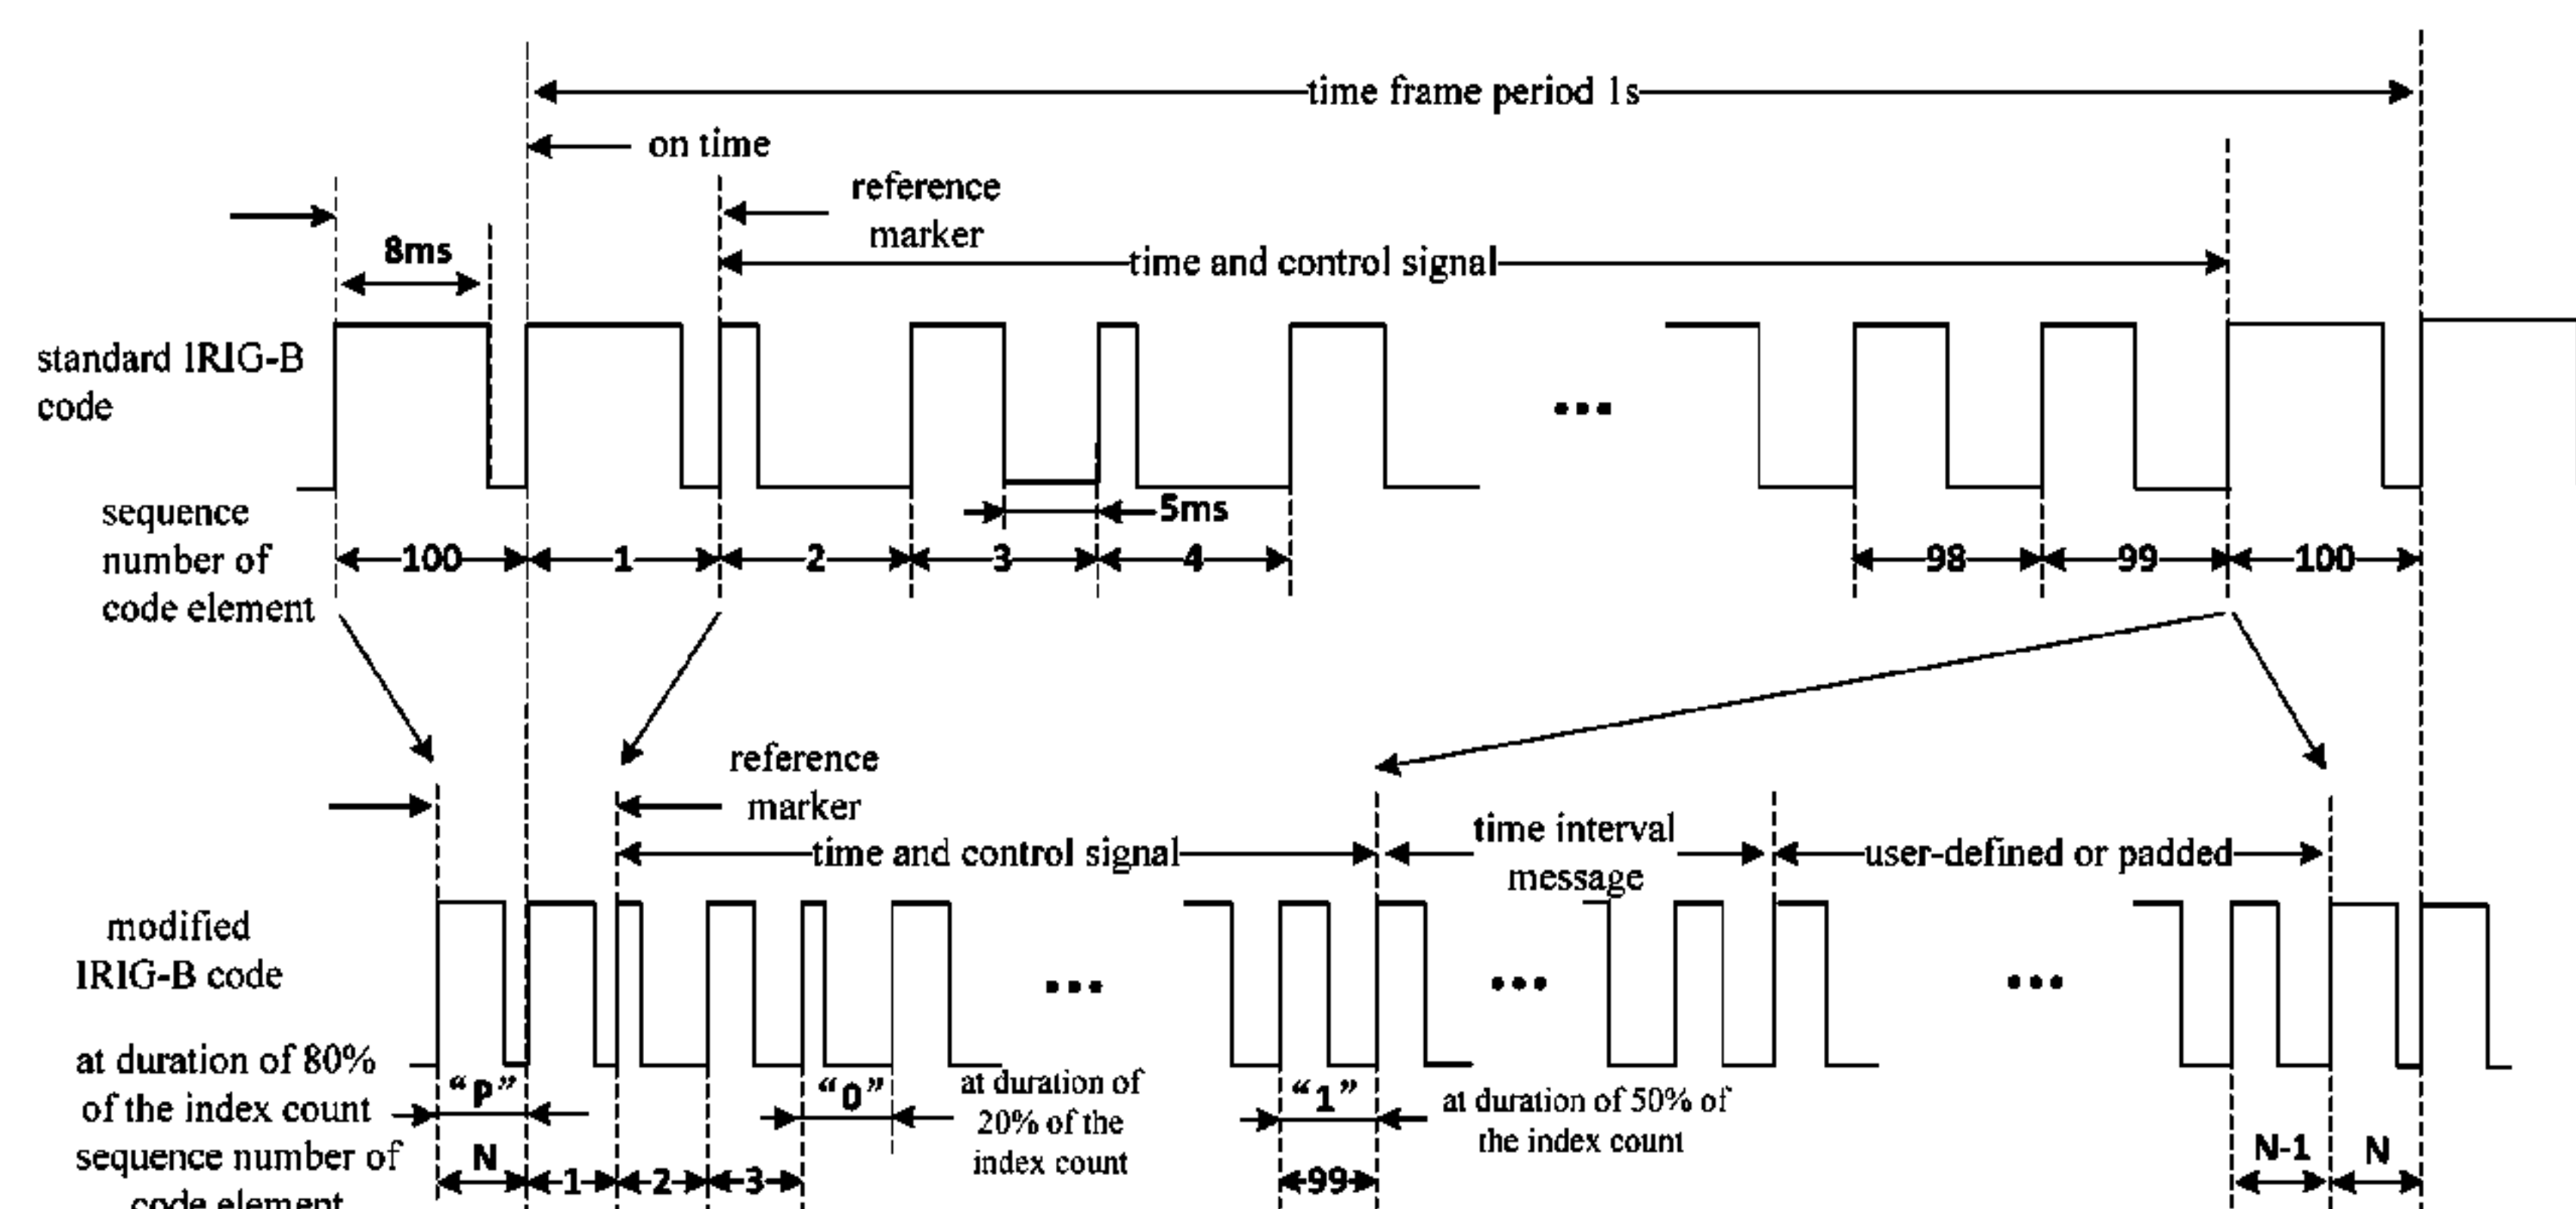 time frame period 1s
on time
reference
marker
8ms
time and control signal
standard IRIG-B
code
•••
5ms
sequence
number of
code element
100
1
2
3
4
98
99
100
reference
marker
time and control signal
time interval
message
user-defined or padded
modified
IRIG-B code
•••
•••
•••
at duration of 80%
of the index count
“P”
“0”
at duration of
20% of the
index count
“1”
at duration of 50% of
the index count
sequence number of
code element
N
1
2
3
99
N-1
N